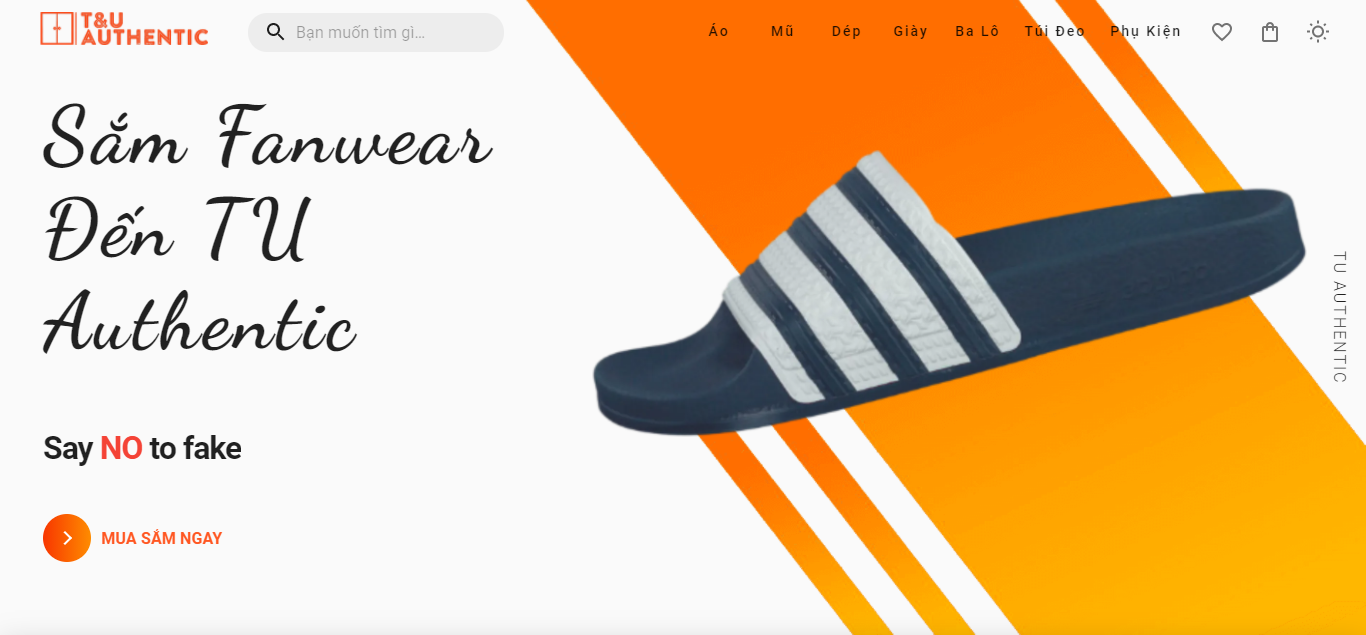 T&U
AUTHENTIC
Bạn muốn tìm gì...
Áo Mũ Dép Giày Ba Lô Túi Đeo Phụ Kiện
Sắm Fanwear
Đến TU
Authentic
Say NO to fake
MUA SẮM NGAY
TU AUTHENTIC